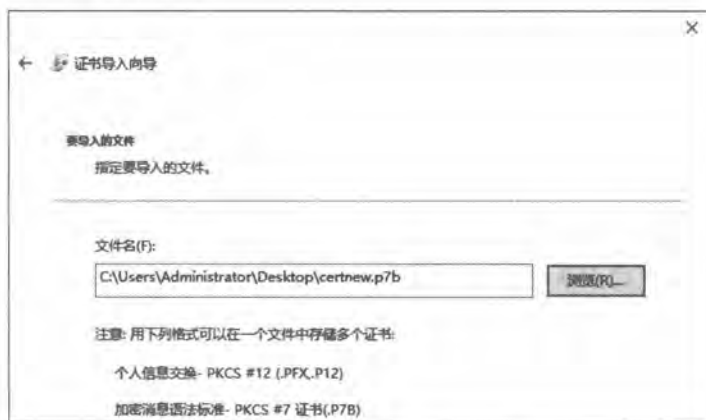 证书导入向导
要导入的文件
指定要导入的文件。
文件名(F):
C:\Users\Administrator\Desktop\certnew.p7b
浏览(R)...
注意: 用下列格式可以在一个文件中存储多个证书:
个人信息交换- PKCS #12 (.PFX,.P12)
加密消息语法标准- PKCS #7 证书(.P7B)